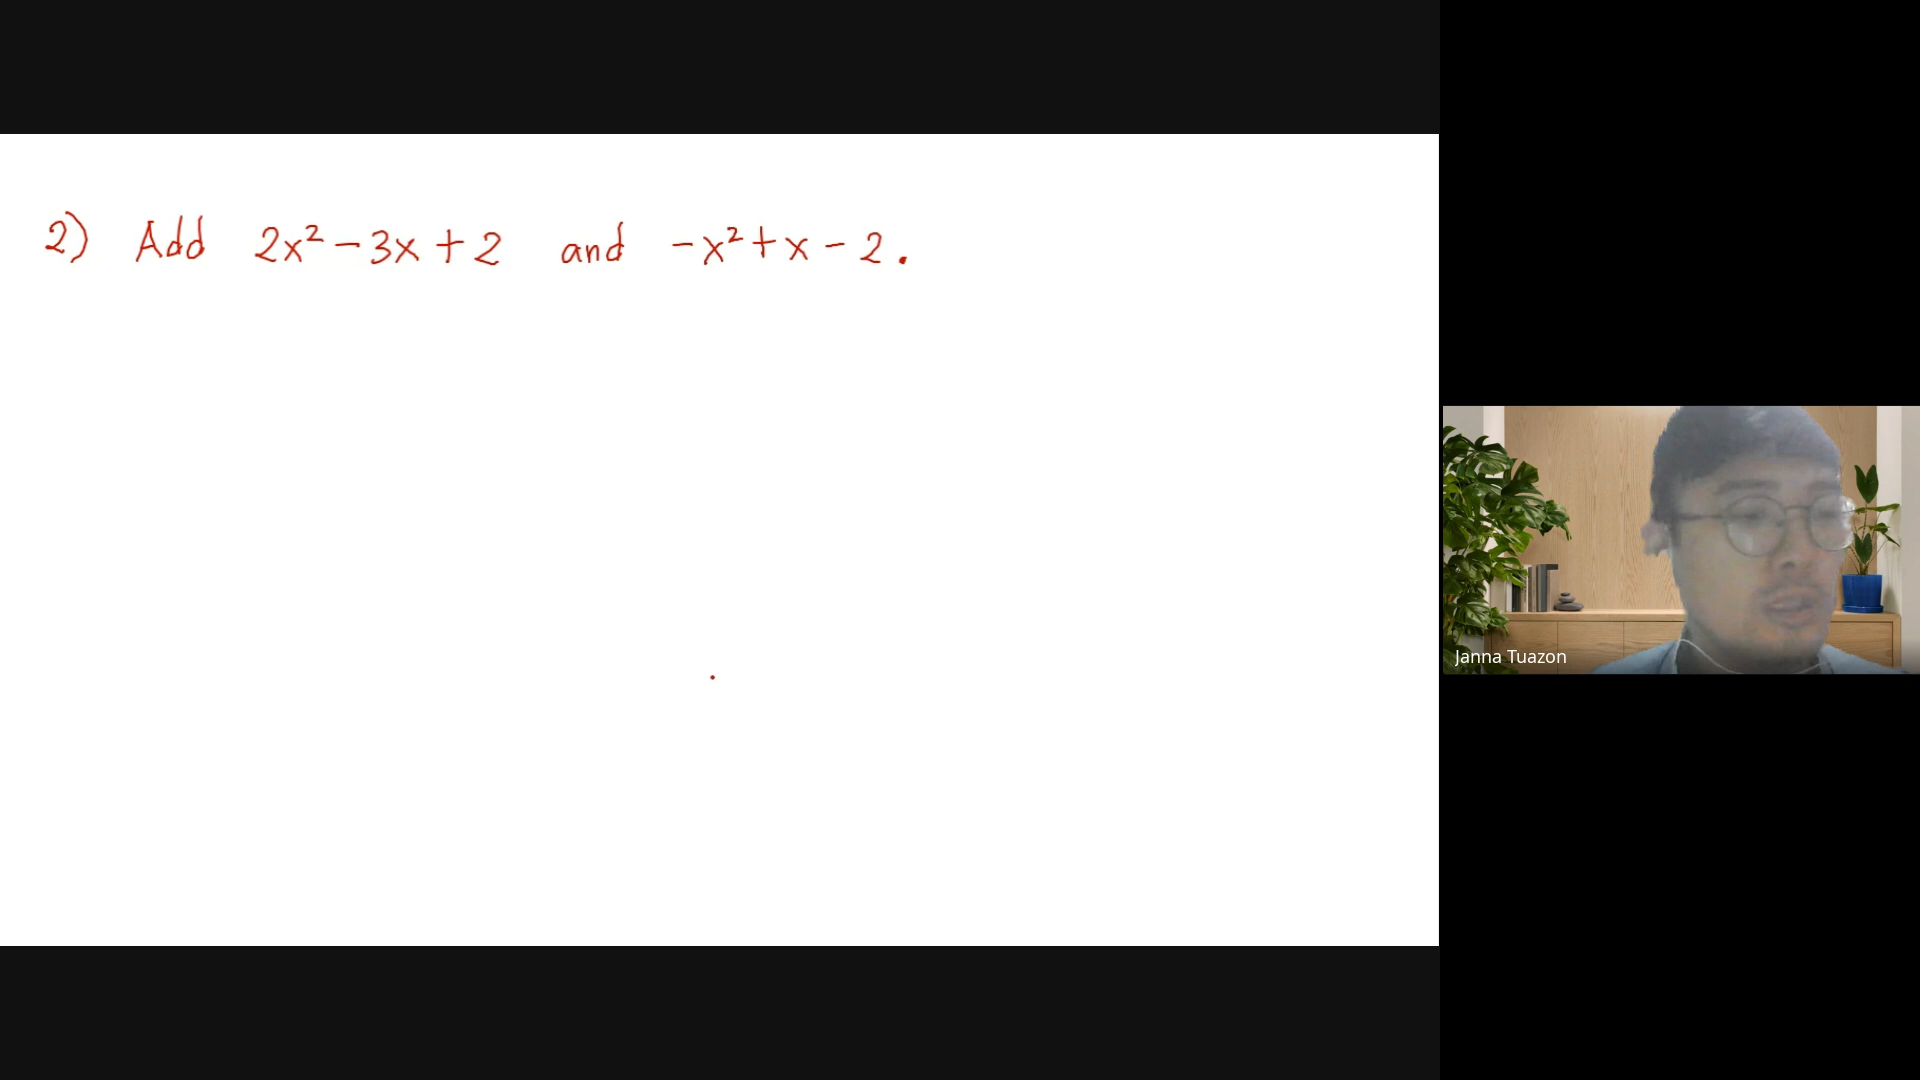 2) Add 2x² - 3x + 2 and -x² + x - 2.
Janna Tuazon